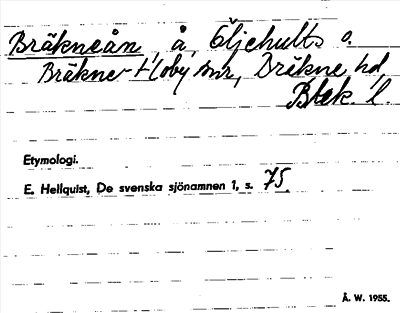 Bräkneån, å, Öljehults o.
Bräkne-Hoby snr, Bräkne hd,
Blek. l.
Etymologi.
E. Hellquist, De svenska sjönamnen 1, s. 75.
Å. W. 1955.